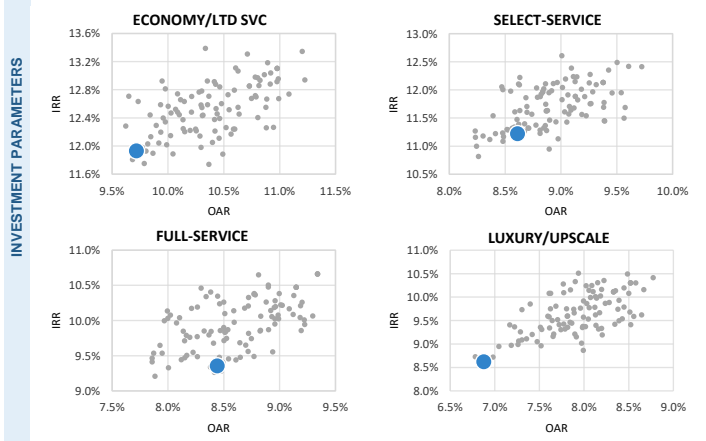 INVESTMENT PARAMETERS
ECONOMY/LTD SVC
13.6%
13.2%
12.8%
12.4%
12.0%
11.6%
IRR
9.5% 10.0% 10.5% 11.0% 11.5%
OAR
SELECT-SERVICE
13.0%
12.5%
12.0%
11.5%
11.0%
10.5%
IRR
8.0% 8.5% 9.0% 9.5% 10.0%
OAR
FULL-SERVICE
11.0%
10.5%
10.0%
9.5%
9.0%
IRR
7.5% 8.0% 8.5% 9.0% 9.5%
OAR
LUXURY/UPSCALE
11.0%
10.5%
10.0%
9.5%
9.0%
8.5%
8.0%
IRR
6.5% 7.0% 7.5% 8.0% 8.5% 9.0%
OAR